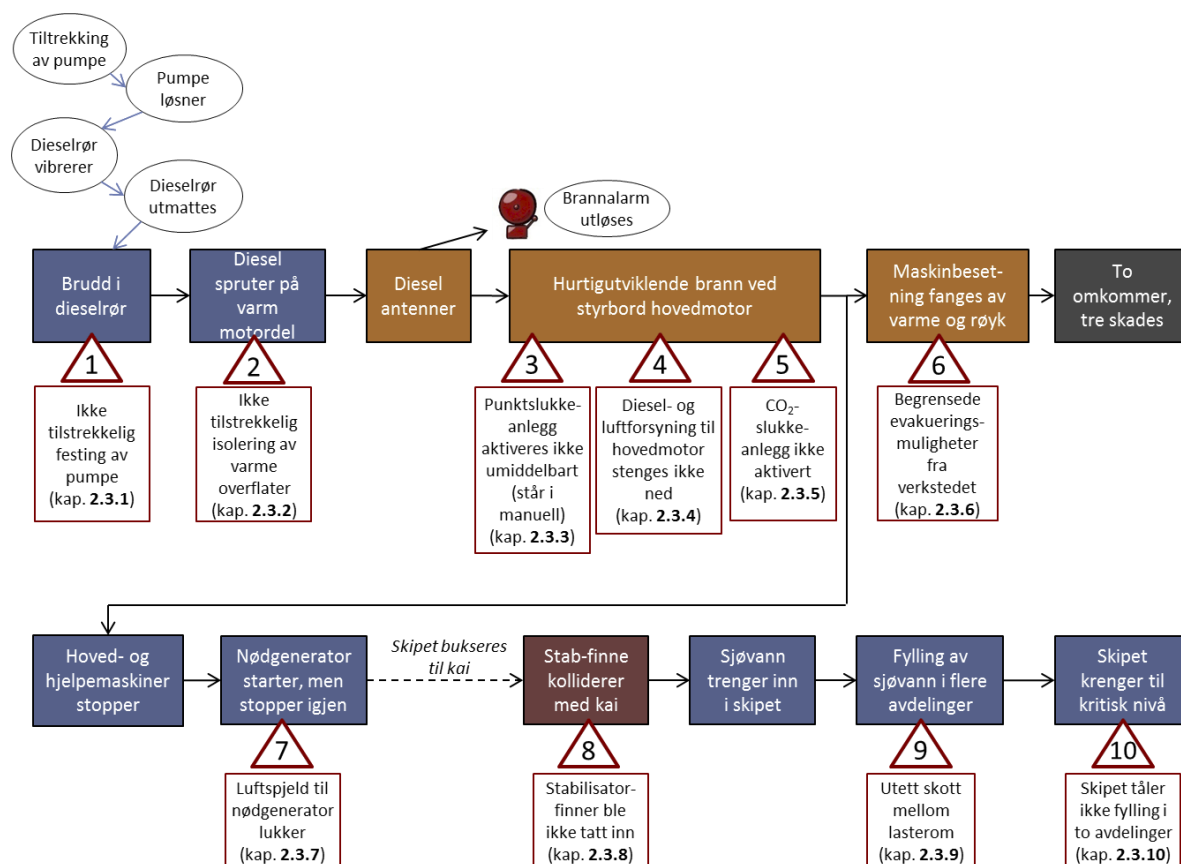 Tiltrekking
av pumpe
Pumpe
løsner
Dieselrør
vibrerer
Dieselrør
utmattes
Brannalarm
utløses
Brudd i
dieselrør
Diesel
spruter på
varm
motordel
Diesel
antenner
Hurtigutviklende brann ved
styrbord hovedmotor
Maskinbeset-
ning fanges av
varme og røyk
To
omkommer,
tre skades
1
Ikke
tilstrekkelig
festing av
pumpe
(kap. 2.3.1)
2
Ikke
tilstrekkelig
isolering av
varme
overflater
(kap. 2.3.2)
3
Punktslukke-
anlegg
aktiveres ikke
umiddelbart
(står i
manuell)
(kap. 2.3.3)
4
Diesel- og
luftforsyning til
hovedmotor
stenges ikke
ned
(kap. 2.3.4)
5
CO₂-
slukke-
anlegg ikke
aktivert
(kap. 2.3.5)
6
Begrensede
evakuerings-
muligheter
fra
verkstedet
(kap. 2.3.6)
Hoved- og
hjelpemaskiner
stopper
Nødgenerator
starter, men
stopper igjen
Skipet bukseres
til kai
Stab-finne
kolliderer
med kai
Sjøvann
trenger inn
i skipet
Fylling av
sjøvann i flere
avdelinger
Skipet
krenger til
kritisk nivå
7
Luftspjeld til
nødgenerator
lukker
(kap. 2.3.7)
8
Stabilisator-
finner ble
ikke tatt inn
(kap. 2.3.8)
9
Utett skott
mellom
lasterom
(kap. 2.3.9)
10
Skipet tåler
ikke fylling i
to avdelinger
(kap. 2.3.10)